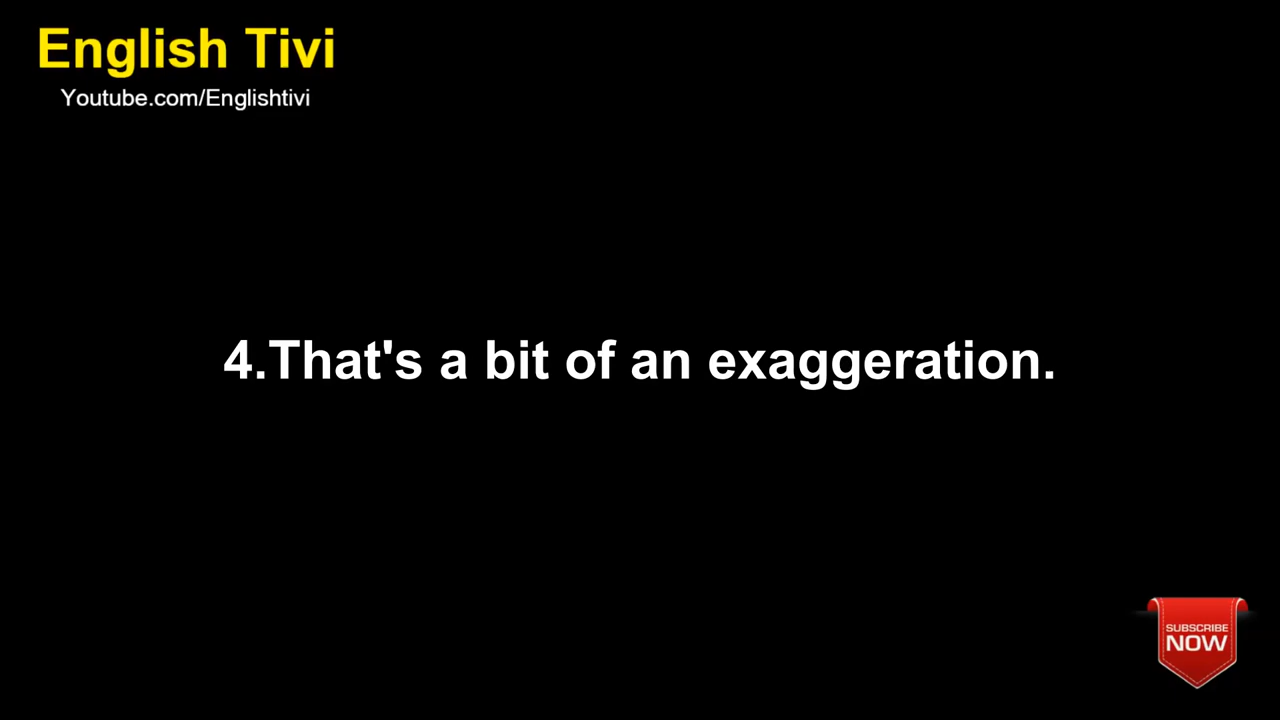 English Tivi
Youtube.com/Englishtivi
4.That's a bit of an exaggeration.
SUBSCRIBE
NOW